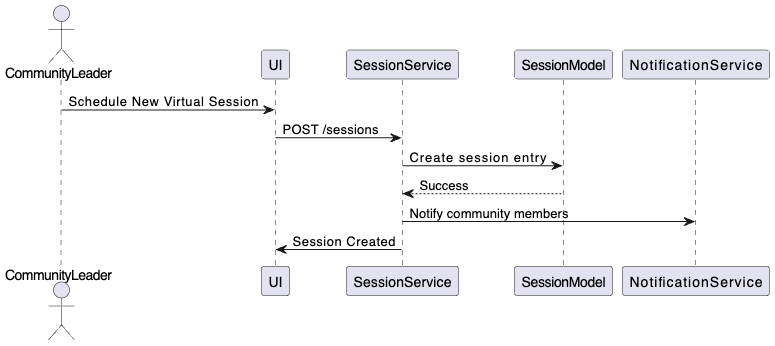 CommunityLeader
UI
SessionService
SessionModel
NotificationService
Schedule New Virtual Session
POST /sessions
Create session entry
Success
Notify community members
Session Created
CommunityLeader
UI
SessionService
SessionModel
NotificationService